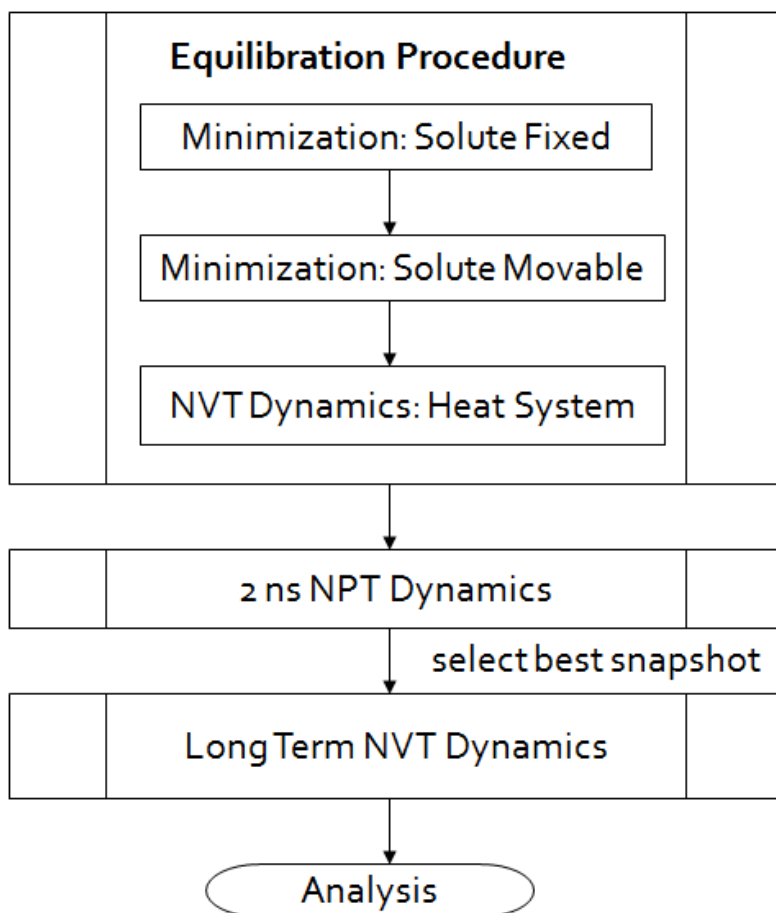 Equilibration Procedure
Minimization: Solute Fixed
Minimization: Solute Movable
NVT Dynamics: Heat System
2 ns NPT Dynamics
select best snapshot
Long Term NVT Dynamics
Analysis